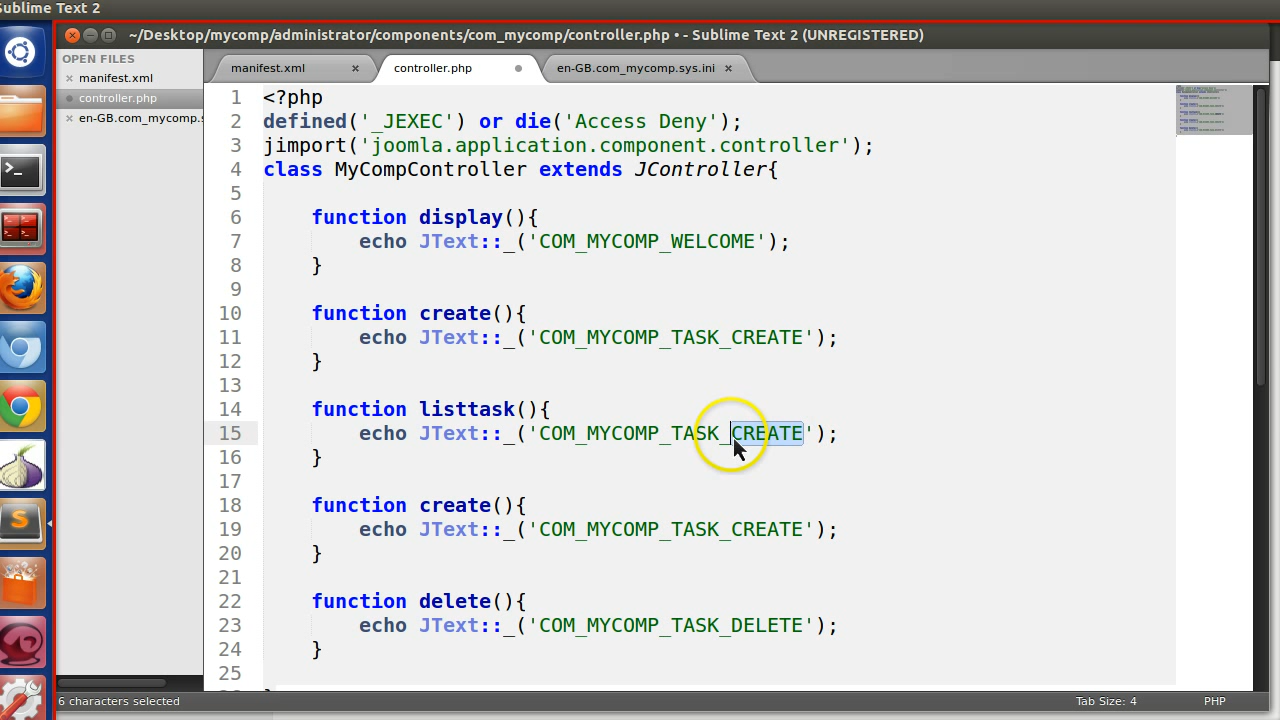 Sublime Text 2
~/Desktop/mycomp/administrator/components/com_mycomp/controller.php • - Sublime Text 2 (UNREGISTERED)
OPEN FILES
manifest.xml
controller.php
en-GB.com_mycomp.s
manifest.xml
controller.php
en-GB.com_mycomp.sys.ini
1 <?php
2 defined('_JEXEC') or die('Access Deny');
3 jimport('joomla.application.component.controller');
4 class MyCompController extends JController{
5
6 function display(){
7 echo JText::_('COM_MYCOMP_WELCOME');
8 }
9
10 function create(){
11 echo JText::_('COM_MYCOMP_TASK_CREATE');
12 }
13
14 function listtask(){
15 echo JText::_('COM_MYCOMP_TASK_CREATE');
16 }
17
18 function create(){
19 echo JText::_('COM_MYCOMP_TASK_CREATE');
20 }
21
22 function delete(){
23 echo JText::_('COM_MYCOMP_TASK_DELETE');
24 }
25
6 characters selected
Tab Size: 4
PHP